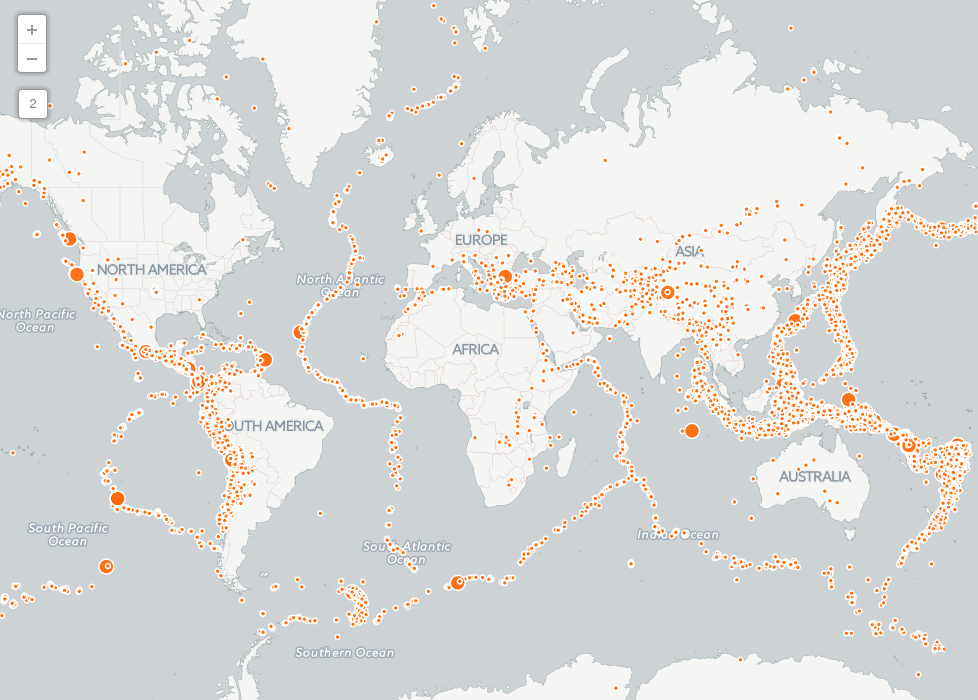 +
−
2
NORTH AMERICA
EUROPE
ASIA
North Atlantic
Ocean
North Pacific
Ocean
AFRICA
OUTH AMERICA
AUSTRALIA
South Pacific
Ocean
South Atlantic
Ocean
Indian Ocean
Southern Ocean